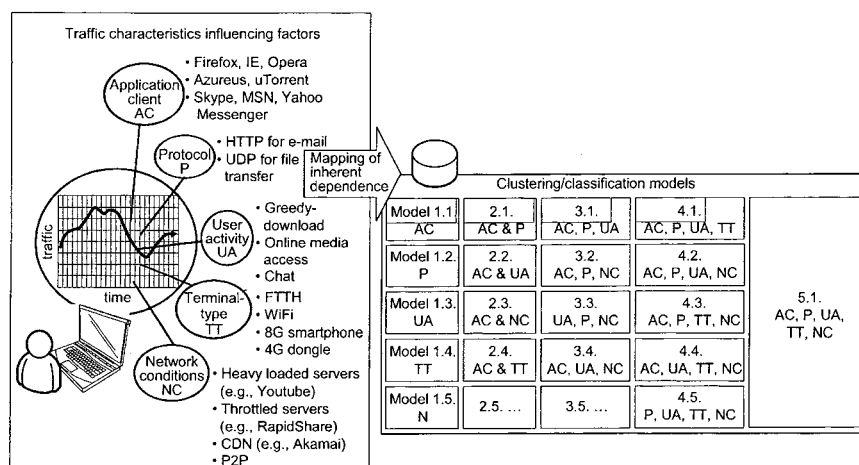 Traffic characteristics influencing factors
Application
client
AC
• Firefox, IE, Opera
• Azureus, uTorrent
• Skype, MSN, Yahoo
Messenger
Protocol
P
• HTTP for e-mail
• UDP for file
transfer
traffic
time
User
activity
UA
• Greedy-
download
• Online media
access
• Chat
Terminal-
type
TT
• FTTH
• WiFi
• 8G smartphone
• 4G dongle
Network
conditions
NC
• Heavy loaded servers
(e.g., Youtube)
• Throttled servers
(e.g., RapidShare)
• CDN (e.g., Akamai)
• P2P
Mapping of
inherent
dependence
Clustering/classification models
Model 1.1
AC
2.1.
AC & P
3.1.
AC, P, UA
4.1.
AC, P, UA, TT
Model 1.2.
P
2.2.
AC & UA
3.2.
AC, P, NC
4.2.
AC, P, UA, NC
Model 1.3.
UA
2.3.
AC & NC
3.3.
UA, P, NC
4.3.
AC, P, TT, NC
Model 1.4.
TT
2.4.
AC & TT
3.4.
AC, UA, NC
4.4.
AC, UA, TT, NC
Model 1.5.
N
2.5. ...
3.5. ...
4.5.
P, UA, TT, NC
5.1.
AC, P, UA,
TT, NC